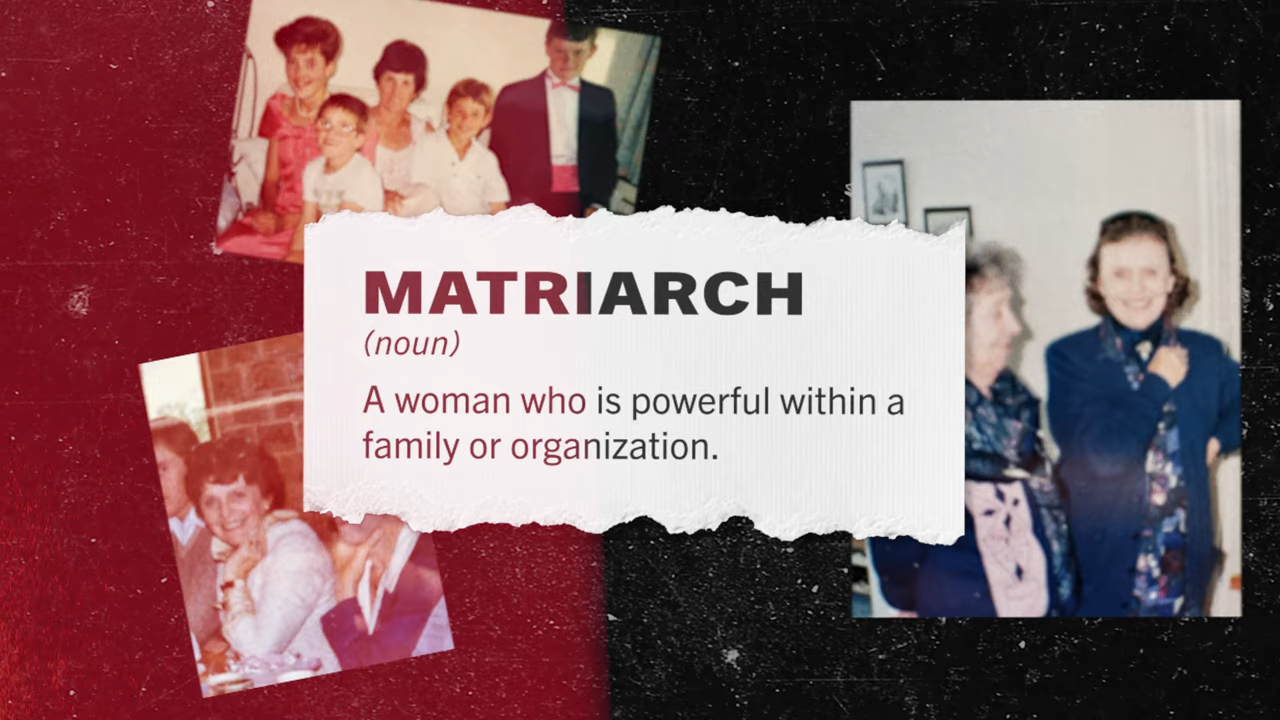 MATRIARCH
(noun)
A woman who is powerful within a
family or organization.